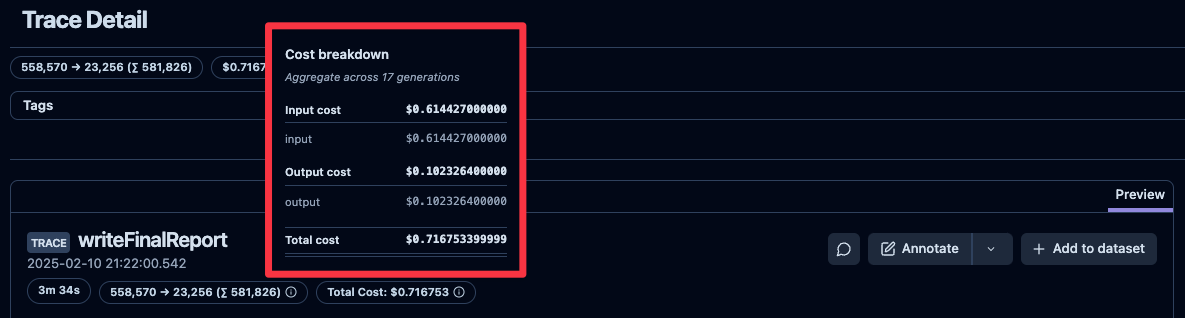 Trace Detail
558,570 → 23,256 (∑ 581,826)
$0.7167
Tags
Cost breakdown
Aggregate across 17 generations
Input cost $0.614427000000
input $0.614427000000
Output cost $0.102326400000
output $0.102326400000
Total cost $0.716753399999
Preview
TRACE writeFinalReport
Annotate
Add to dataset
2025-02-10 21:22:00.542
3m 34s
558,570 → 23,256 (∑ 581,826)
Total Cost: $0.716753